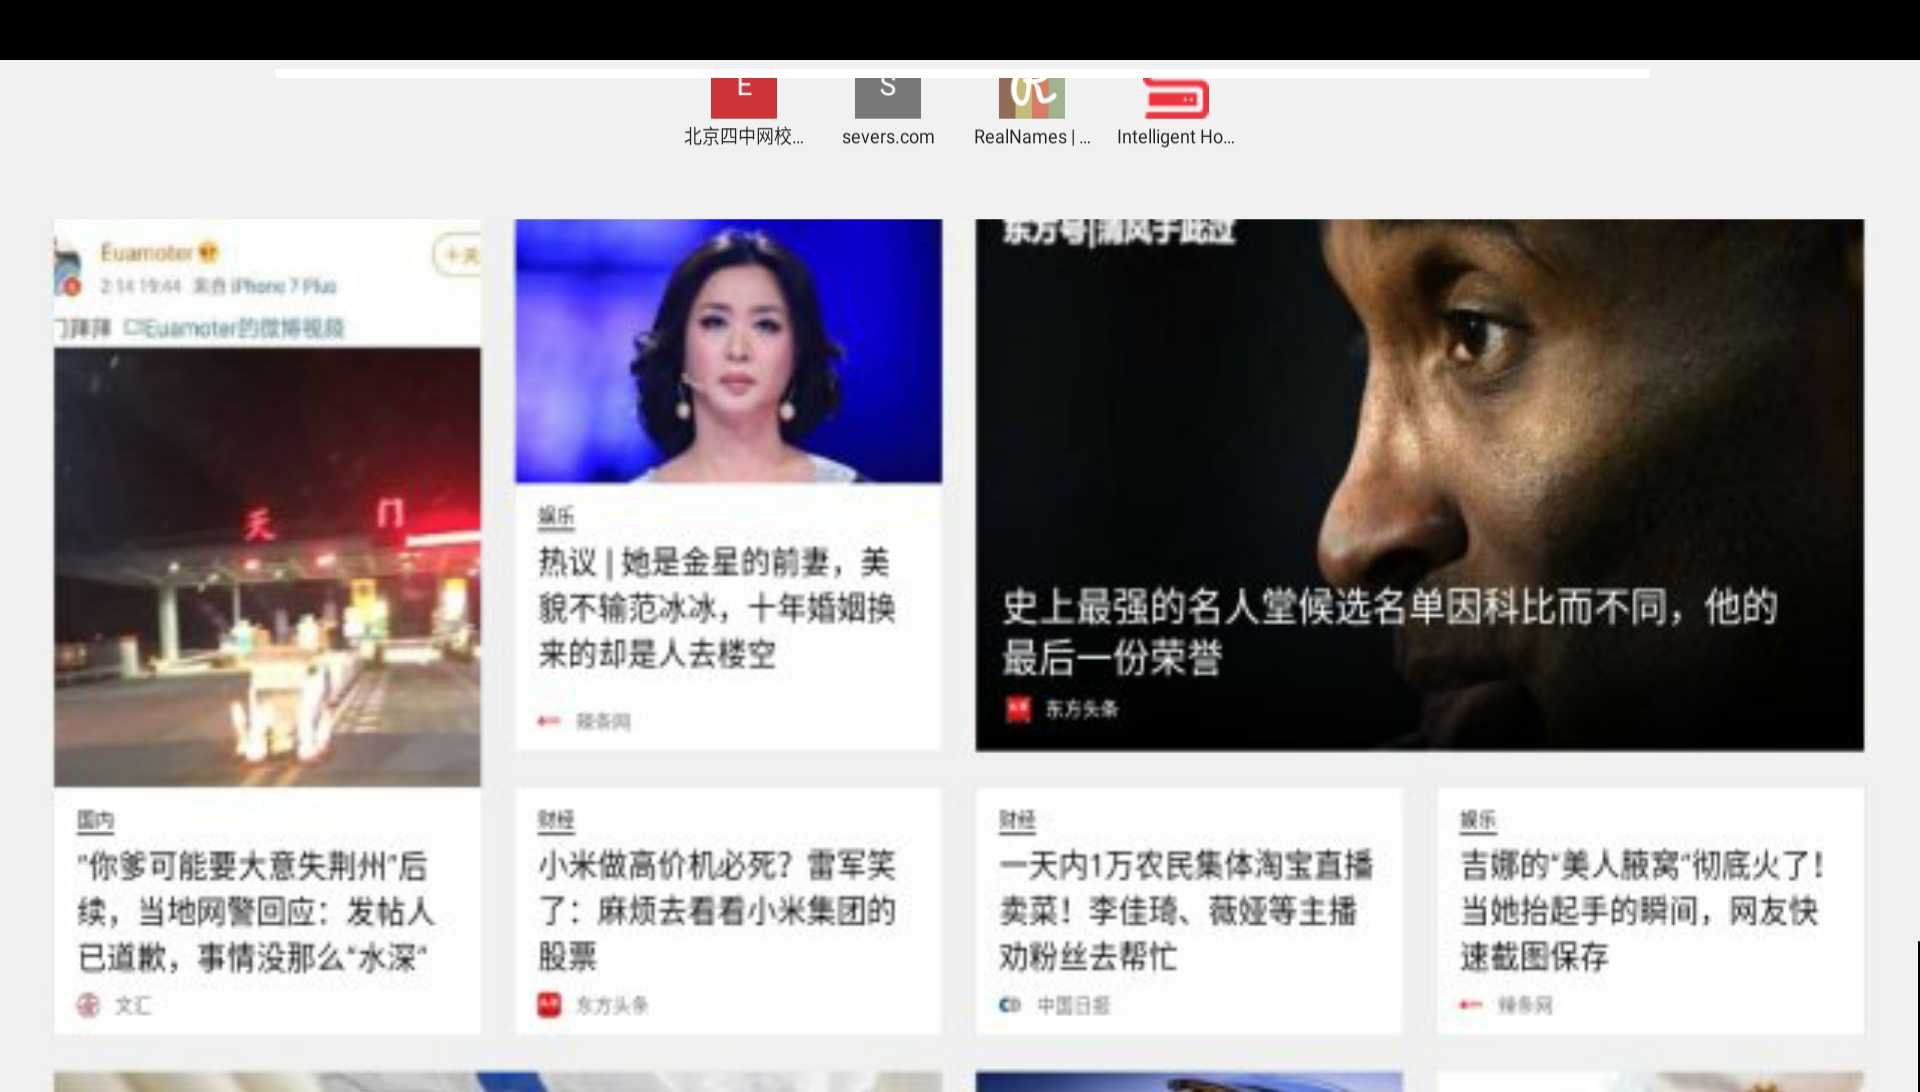 E
S
北京四中网校...
severs.com
RealNames | ...
Intelligent Ho...
Euamoter
+关
2-14 19:44 来自 iPhone 7 Plus
Euamoter的微博视频
天 门
国内
“你爹可能要大意失荆州”后
续，当地网警回应：发帖人
已道歉，事情没那么“水深”
文汇
娱乐
热议 | 她是金星的前妻，美
貌不输范冰冰，十年婚姻换
来的却是人去楼空
辣条网
东方号|清风于此过
史上最强的名人堂候选名单因科比而不同，他的
最后一份荣誉
东方头条
财经
小米做高价机必死？雷军笑
了：麻烦去看看小米集团的
股票
东方头条
财经
一天内1万农民集体淘宝直播
卖菜！李佳琦、薇娅等主播
劝粉丝去帮忙
中国日报
娱乐
吉娜的“美人腋窝”彻底火了！
当她抬起手的瞬间，网友快
速截图保存
辣条网